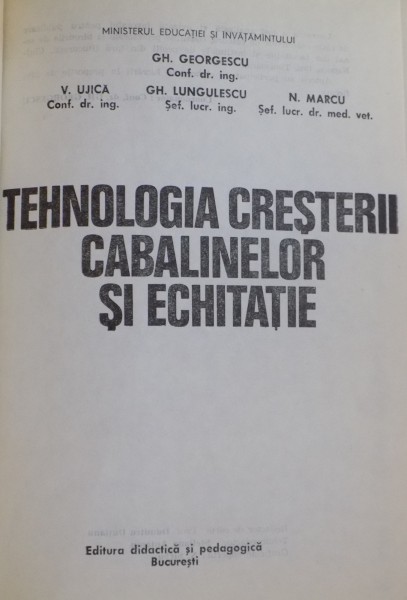 MINISTERUL EDUCAȚIEI ȘI INVĂȚAMÎNTULUI
GH. GEORGESCU
Conf. dr. ing.
V. UJICĂ
Conf. dr. ing.
GH. LUNGULESCU
Șef. lucr. ing.
N. MARCU
Șef. lucr. dr. med. vet.
TEHNOLOGIA CREȘTERII
CABALINELOR
ȘI ECHITAȚIE
Editura didactică și pedagogică
București